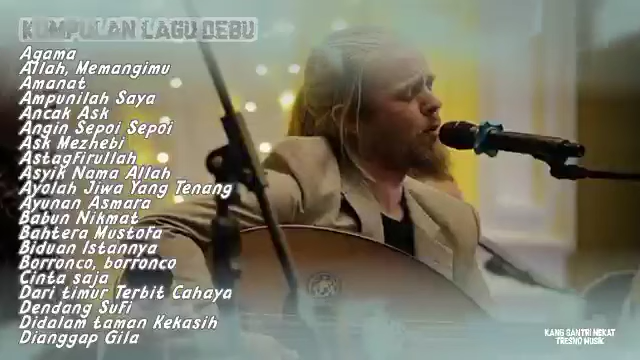 KUMPULAN LAGU DEBU
Agama
Allah, Memangimu
Amanat
Ampunilah Saya
Ancak Ask
Angin Sepoi Sepoi
Ask Mezhebi
Astagfirullah
Asyik Nama Allah
Ayolah Jiwa Yang Tenang
Ayunan Asmara
Babun Nikmat
Bahtera Mustofa
Biduan Istannya
Borronco, borronco
Cinta saja
Dari timur Terbit Cahaya
Dendang Sufi
Didalam taman Kekasih
Dianggap Gila
KANG SANTRI NEKAT
TRESNO MUSIK